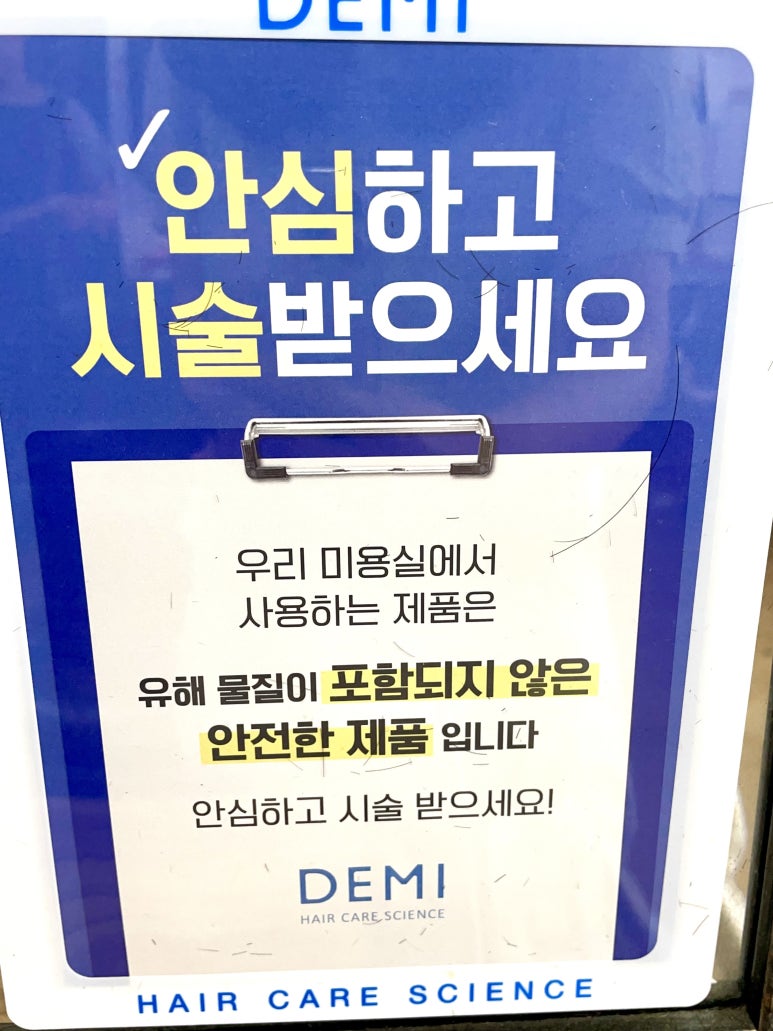 DEMI
안심하고
시술받으세요
우리 미용실에서
사용하는 제품은
유해 물질이 포함되지 않은
안전한 제품 입니다
안심하고 시술 받으세요!
DEMI
HAIR CARE SCIENCE
HAIR CARE SCIENCE